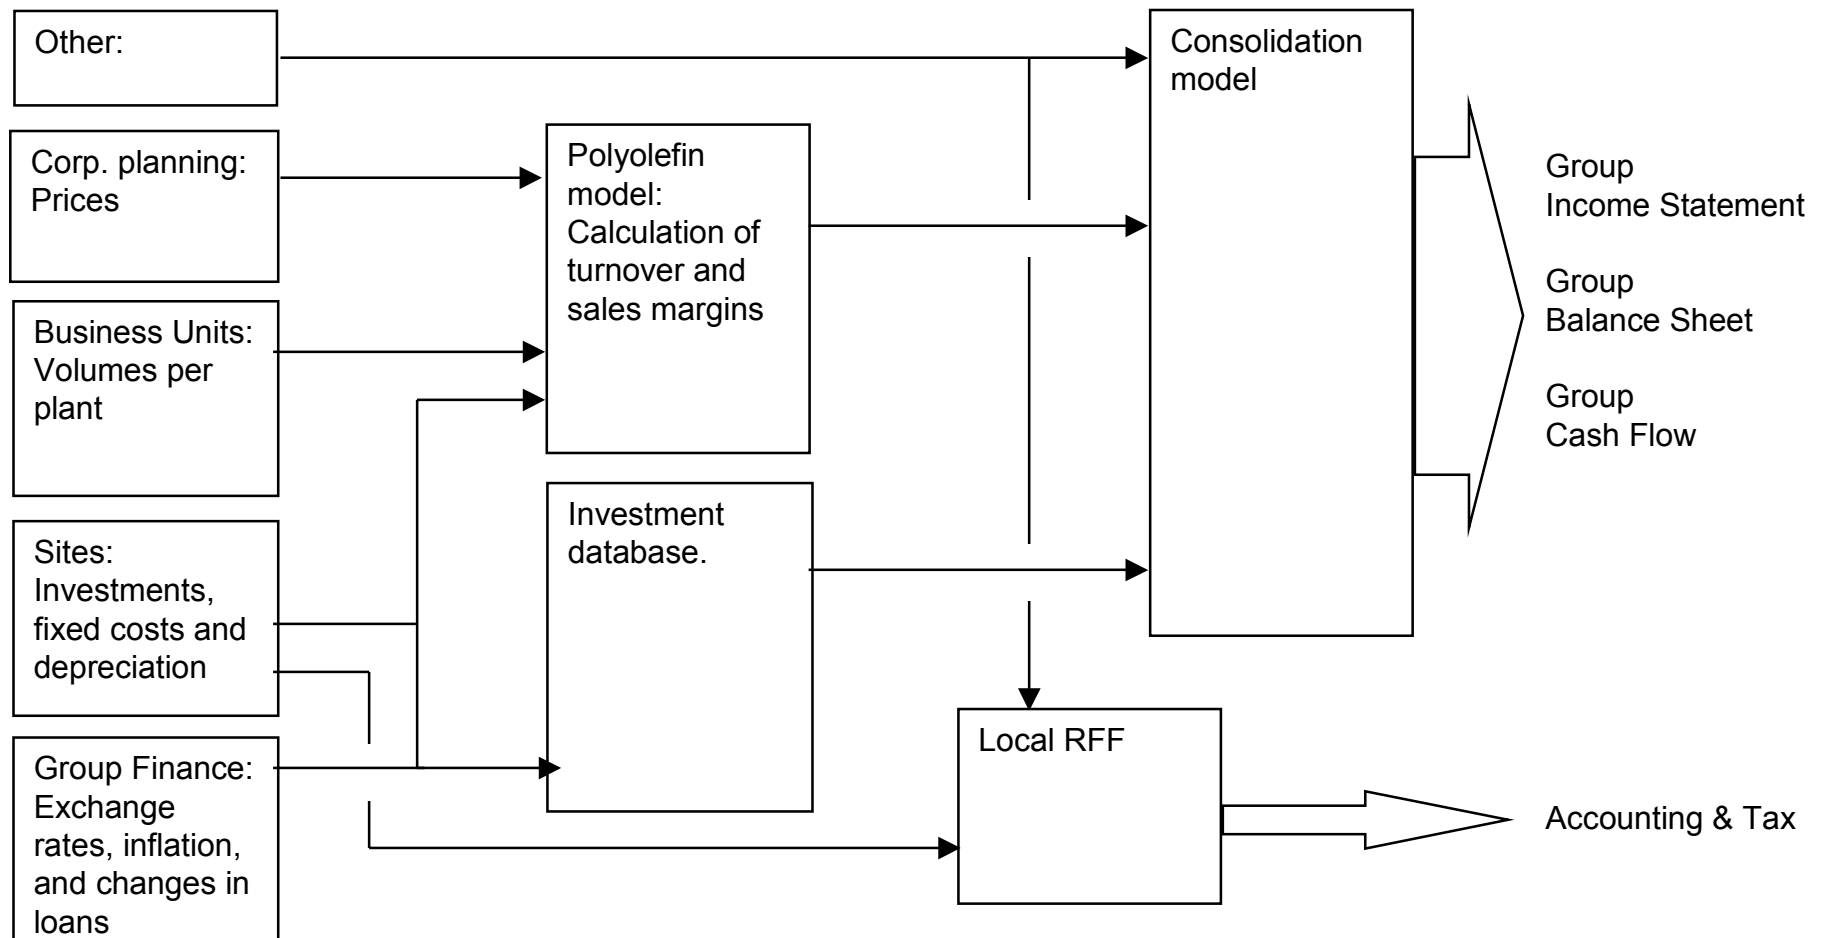 Other:
Corp. planning:
Prices
Business Units:
Volumes per
plant
Sites:
Investments,
fixed costs and
depreciation
Group Finance:
Exchange
rates, inflation,
and changes in
loans
Polyolefin
model:
Calculation of
turnover and
sales margins
Investment
database.
Consolidation
model
Local RFF
Group
Income Statement
Group
Balance Sheet
Group
Cash Flow
Accounting & Tax